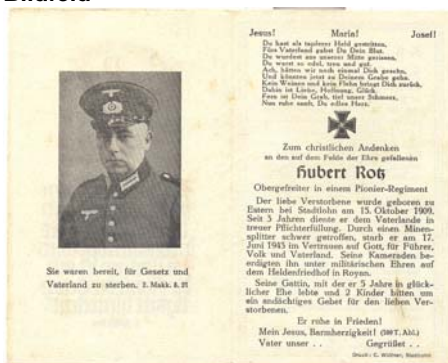 Sie waren bereit, für Gesetz und
Vaterland zu sterben. 2. Makk. 8, 21
Jesus! Maria! Josef!
Du hast als tapferer Held gestritten,
Fürs Vaterland gabst Du Dein Blut.
Du wurdest aus unserer Mitte gerissen,
Du warst so edel, treu und gut.
Ach, hätten wir noch einmal Dich gesehn,
Und könnten jetzt zu Deinem Grabe gehn.
Kein Weinen und kein Flehn bringt Dich zurück,
Dahin ist Liebe, Hoffnung, Glück.
Fern ist Dein Grab, tief unser Schmerz,
Nun ruhe sanft, Du edles Herz.
Zum christlichen Andenken
an den auf dem Felde der Ehre gefallenen
Hubert Rotz
Obergefreiter in einem Pionier-Regiment
Der liebe Verstorbene wurde geboren zu
Estern bei Stadtlohn am 15. Oktober 1909.
Seit 3 Jahren diente er dem Vaterlande in
treuer Pflichterfüllung. Durch einen Minen-
splitter schwer getroffen, starb er am 17.
Juni 1943 im Vertrauen auf Gott, für Führer,
Volk und Vaterland. Seine Kameraden be-
erdigten ihn unter militärischen Ehren auf
dem Heldenfriedhof in Royan.
Seine Gattin, mit der er 5 Jahre in glück-
licher Ehe lebte und 2 Kinder bitten um
ein andächtiges Gebet für den lieben Ver-
storbenen.
Er ruhe in Frieden!
Mein Jesus, Barmherzigkeit! (300 T. Abl.)
Vater unser . . Gegrüßet . .